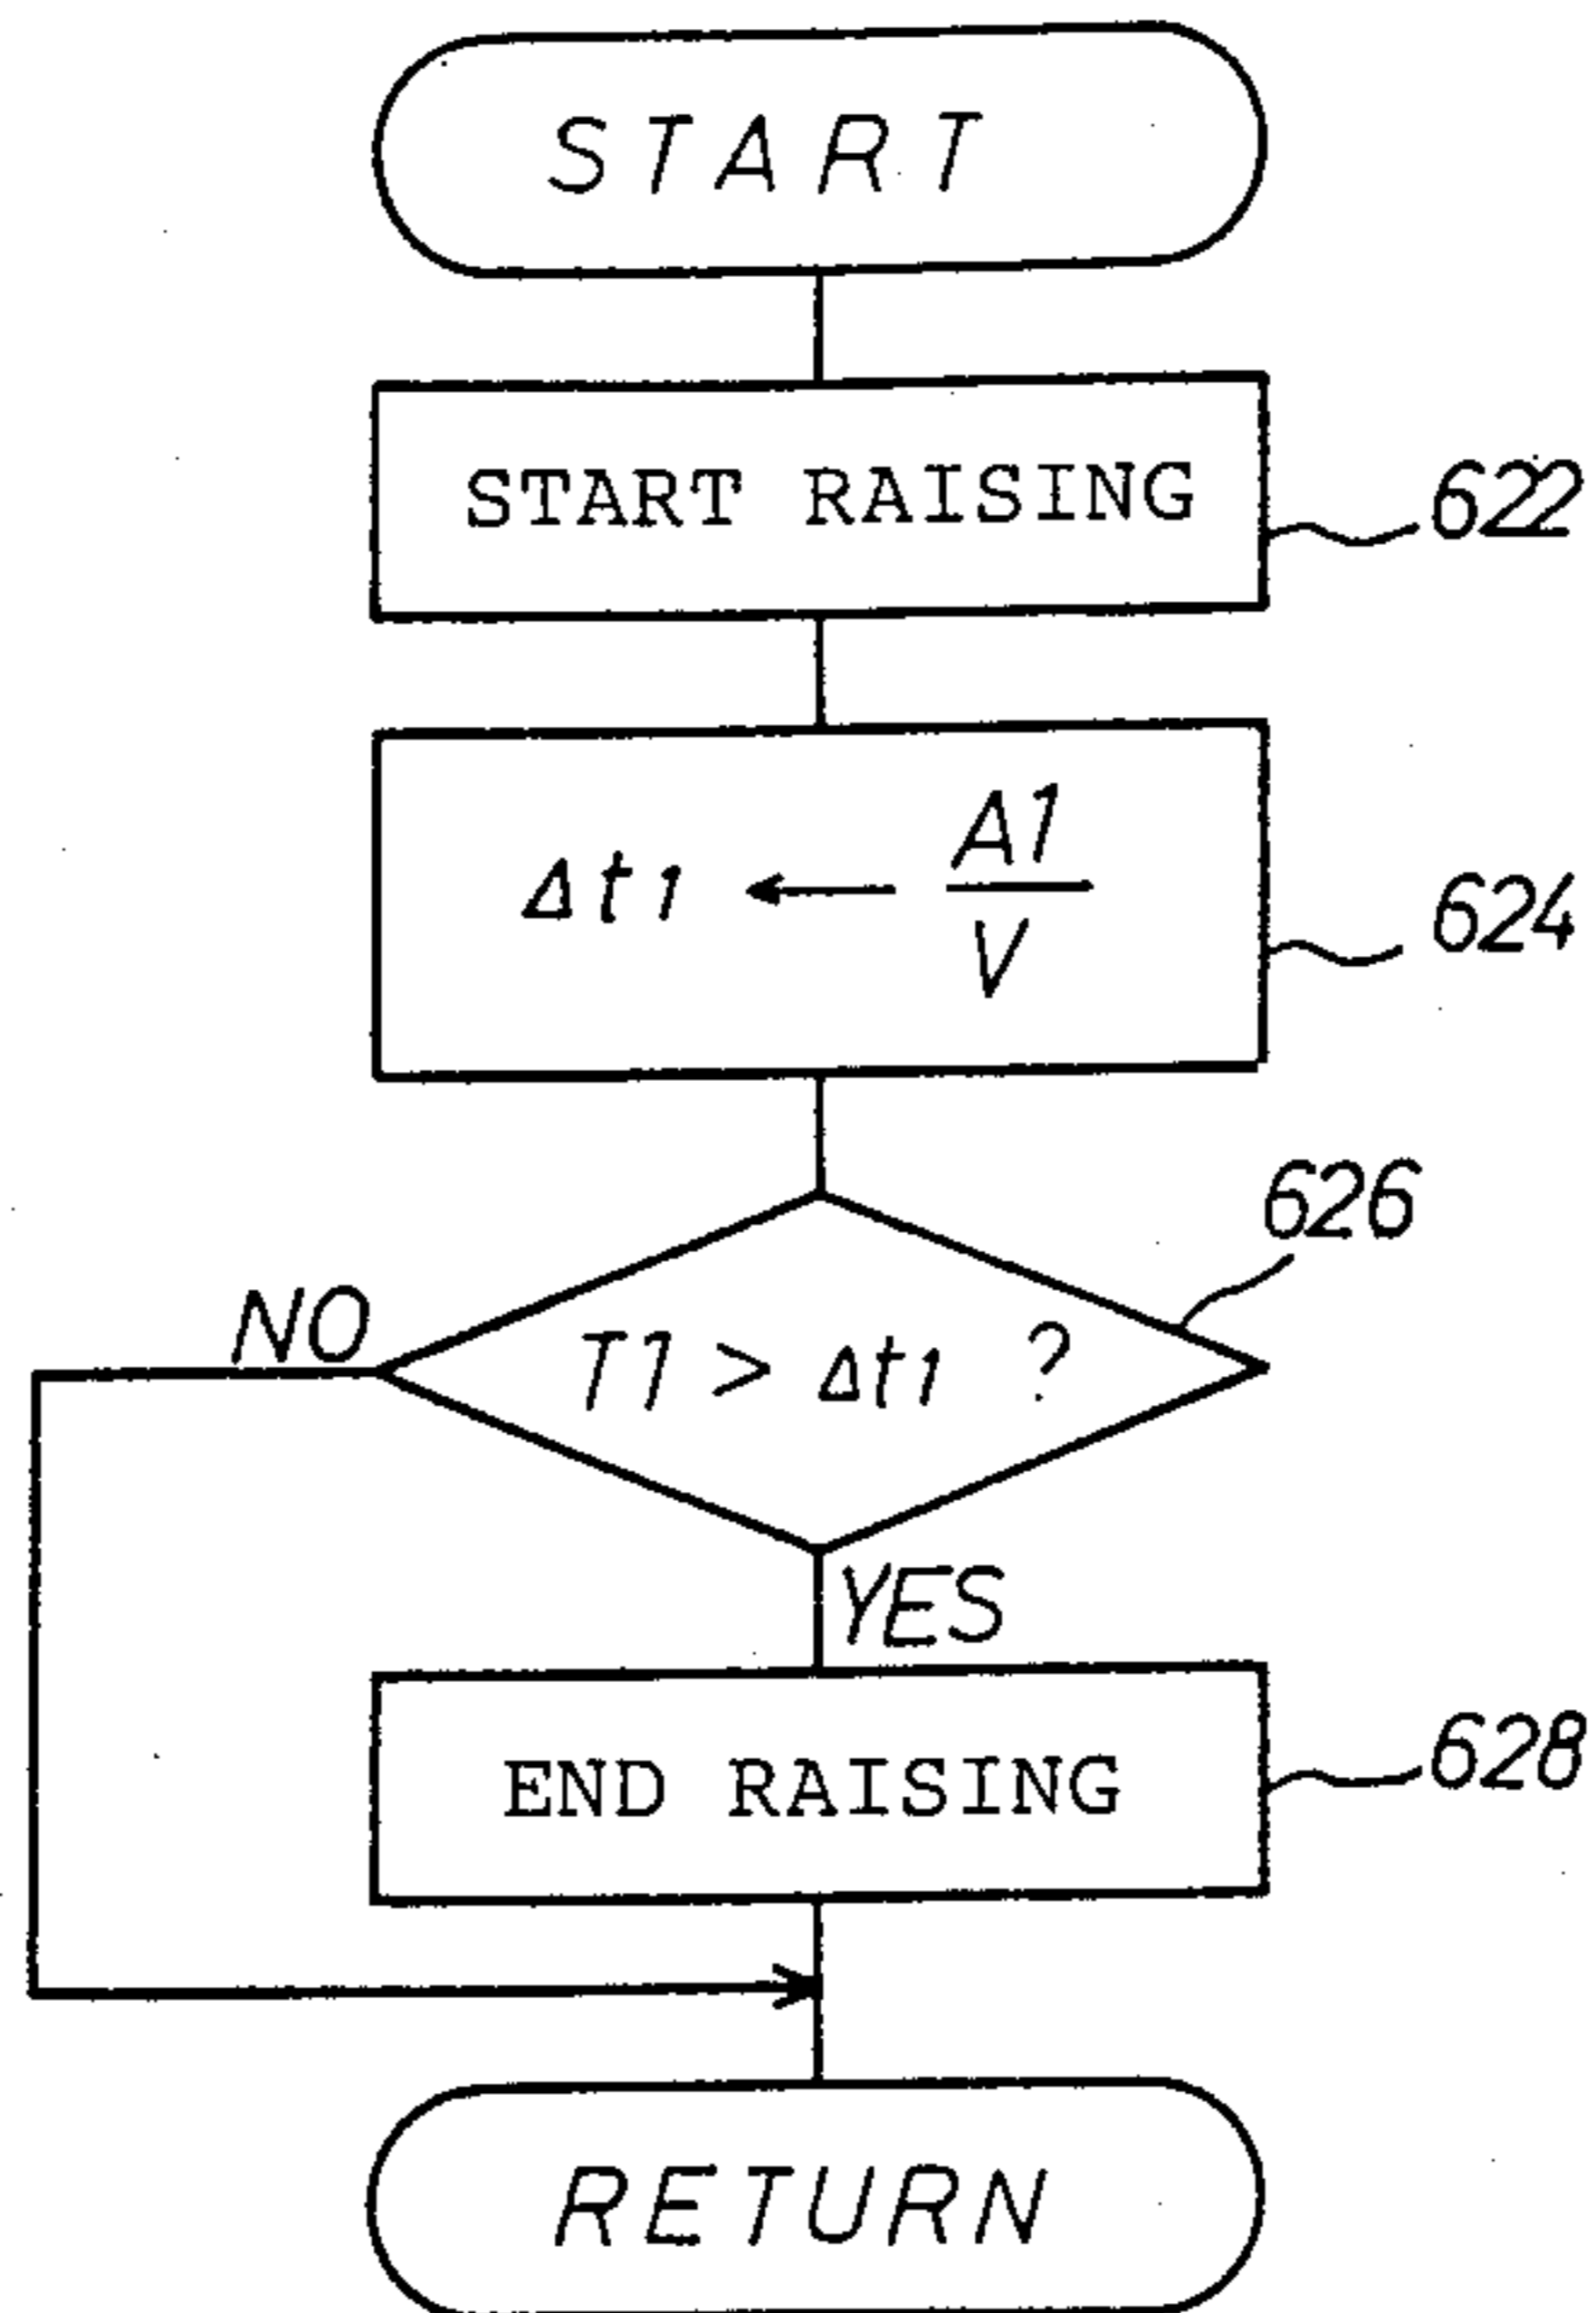 START
START RAISING
622
Δt1 ← A1/V
624
626
NO
T1 > Δt1 ?
YES
END RAISING
628
RETURN